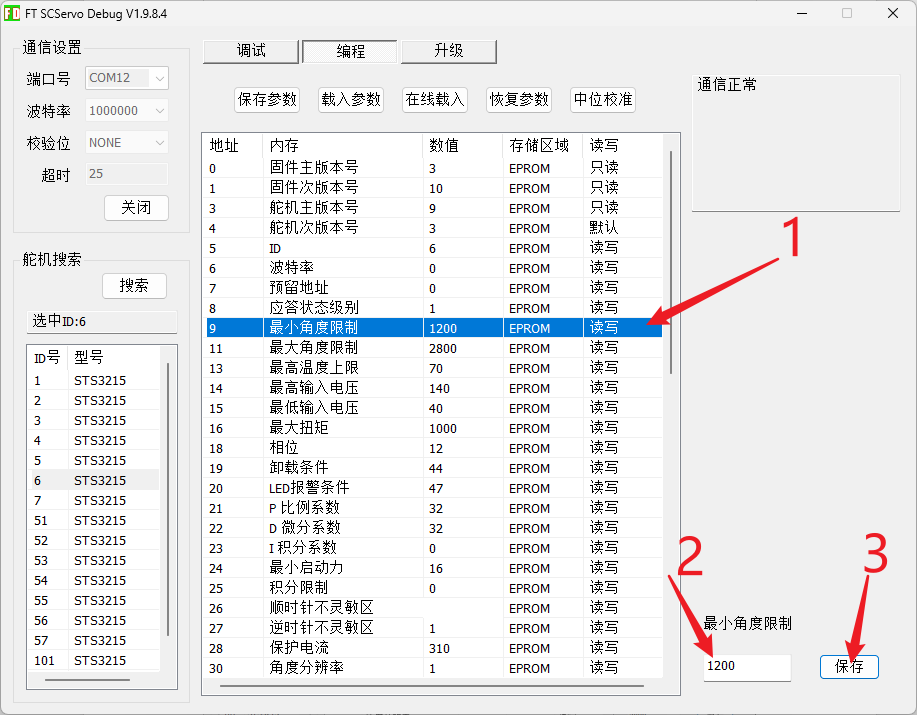 FT SCServo Debug V1.9.8.4
通信设置
端口号 COM12
波特率 1000000
校验位 NONE
超时 25
关闭
舵机搜索
搜索
选中ID:6
ID号 型号
1 STS3215
2 STS3215
3 STS3215
4 STS3215
5 STS3215
6 STS3215
7 STS3215
51 STS3215
52 STS3215
53 STS3215
54 STS3215
55 STS3215
56 STS3215
57 STS3215
101 STS3215
调试 编程 升级
保存参数 载入参数 在线载入 恢复参数 中位校准
地址 内存 数值 存储区域 读写
0 固件主版本号 3 EPROM 只读
1 固件次版本号 10 EPROM 只读
3 舵机主版本号 9 EPROM 只读
4 舵机次版本号 3 EPROM 默认
5 ID 6 EPROM 读写
6 波特率 0 EPROM 读写
7 预留地址 0 EPROM 读写
8 应答状态级别 1 EPROM 读写
9 最小角度限制 1200 EPROM 读写
11 最大角度限制 2800 EPROM 读写
13 最高温度上限 70 EPROM 读写
14 最高输入电压 140 EPROM 读写
15 最低输入电压 40 EPROM 读写
16 最大扭矩 1000 EPROM 读写
18 相位 12 EPROM 读写
19 卸载条件 44 EPROM 读写
20 LED报警条件 47 EPROM 读写
21 P 比例系数 32 EPROM 读写
22 D 微分系数 32 EPROM 读写
23 I 积分系数 0 EPROM 读写
24 最小启动力 16 EPROM 读写
25 积分限制 0 EPROM 读写
26 顺时针不灵敏区 EPROM 读写
27 逆时针不灵敏区 1 EPROM 读写
28 保护电流 310 EPROM 读写
30 角度分辨率 1 EPROM 读写
通信正常
1
2
3
最小角度限制
1200 保存